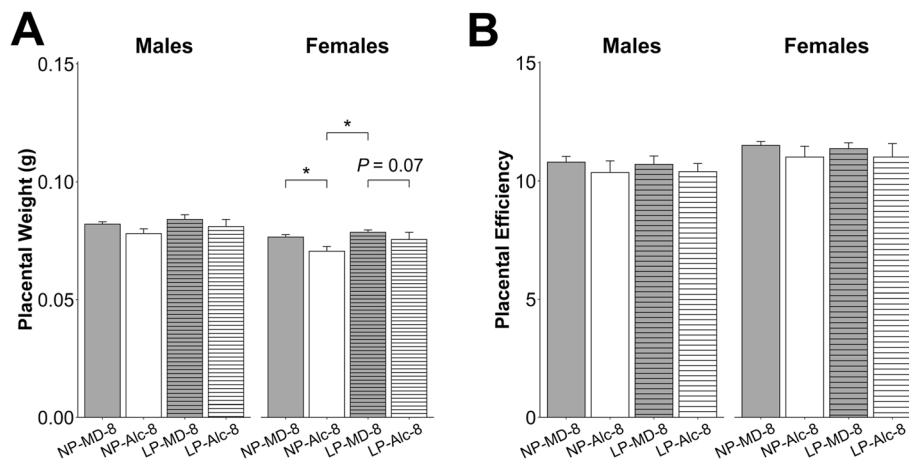 A
Males
Females
Placental Weight (g)
0.15
0.10
0.05
0.00
*
*
P = 0.07
NP-MD-8
NP-Alc-8
LP-MD-8
LP-Alc-8
NP-MD-8
NP-Alc-8
LP-MD-8
LP-Alc-8
B
Males
Females
Placental Efficiency
15
10
5
0
NP-MD-8
NP-Alc-8
LP-MD-8
LP-Alc-8
NP-MD-8
NP-Alc-8
LP-MD-8
LP-Alc-8